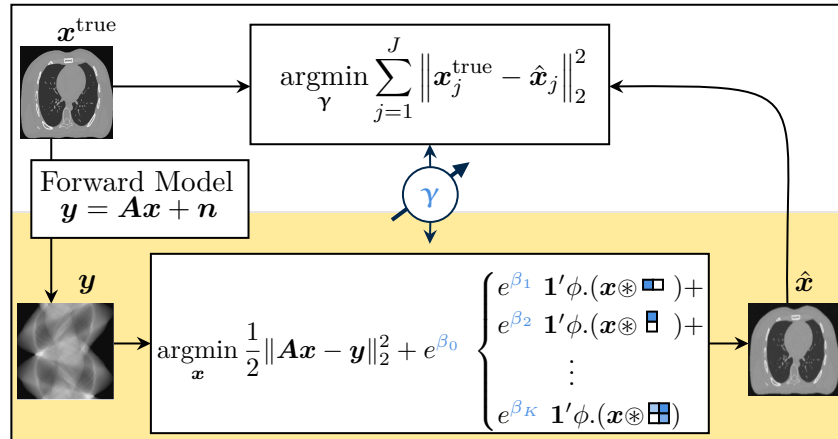 𝒙^true
argmin_γ ∑_{j=1}^{J} ‖𝒙_j^true − 𝒙̂_j‖_2^2
Forward Model
𝒚 = 𝑨𝒙 + 𝒏
γ
𝒚
𝒙̂
argmin_𝒙 1/2 ‖𝑨𝒙 − 𝒚‖_2^2 + e^{β_0} {
e^{β_1} 𝟏′ϕ.(𝒙⊛ )+
e^{β_2} 𝟏′ϕ.(𝒙⊛ )+
⋮
e^{β_K} 𝟏′ϕ.(𝒙⊛ )